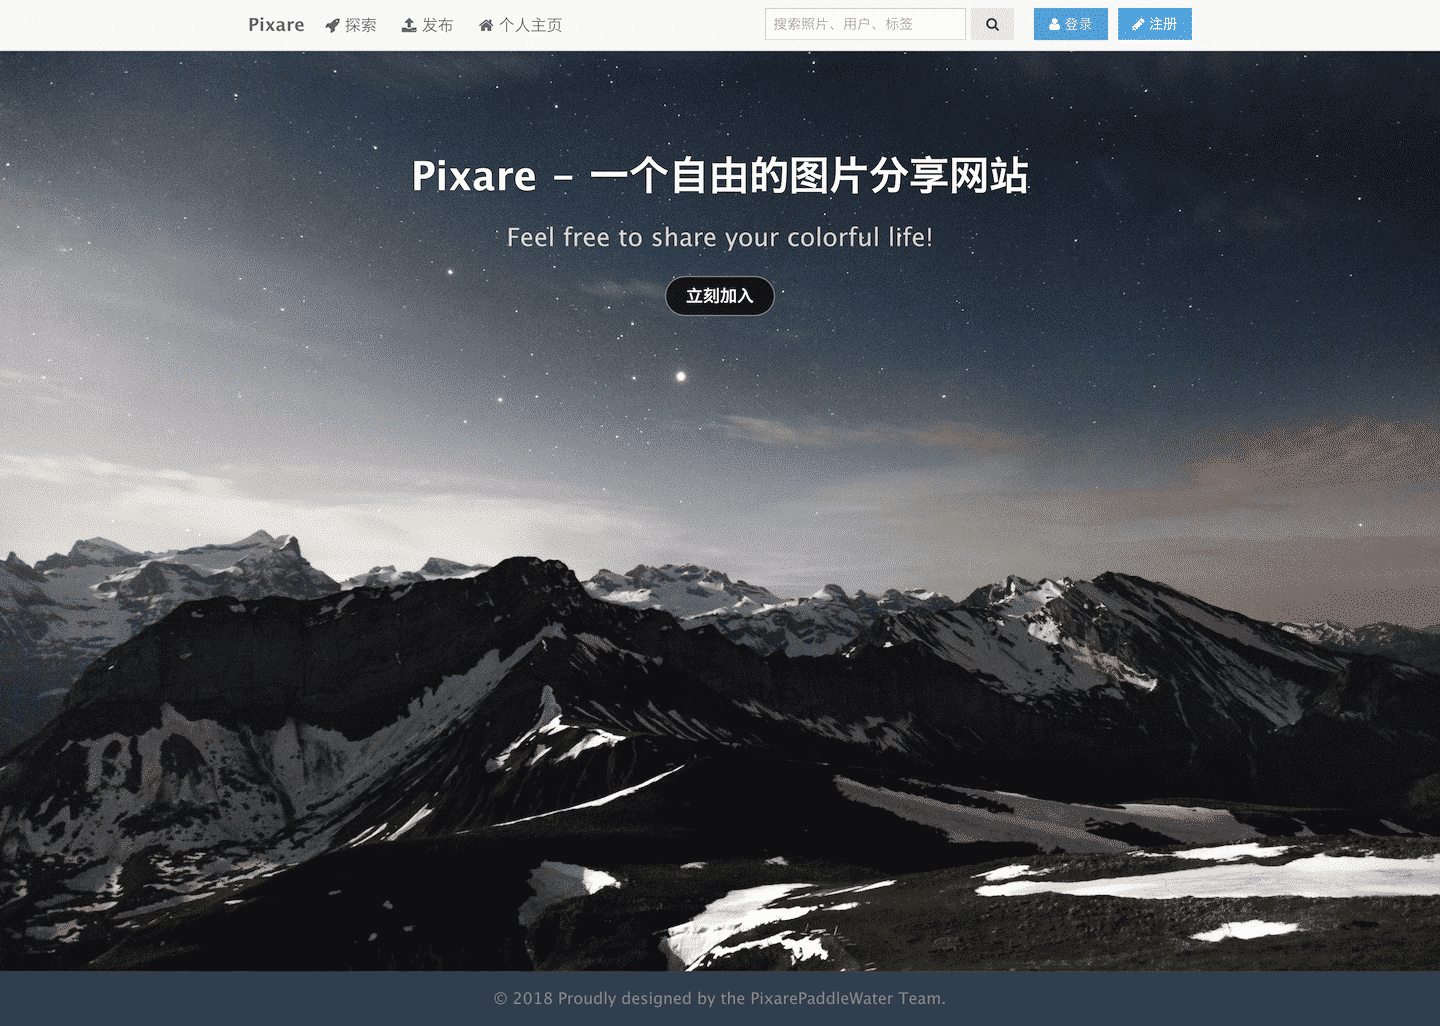 Pixare 探索 发布 个人主页 搜索照片、用户、标签 登录 注册
Pixare - 一个自由的图片分享网站
Feel free to share your colorful life!
立刻加入
© 2018 Proudly designed by the PixarePaddleWater Team.